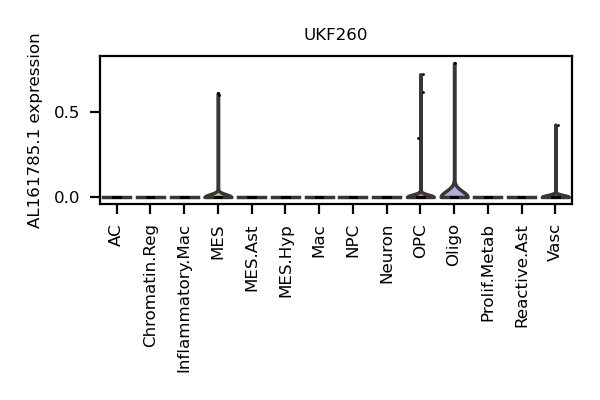 UKF260
AL161785.1 expression
0.5
0.0
AC
Chromatin.Reg
Inflammatory.Mac
MES
MES.Ast
MES.Hyp
Mac
NPC
Neuron
OPC
Oligo
Prolif.Metab
Reactive.Ast
Vasc